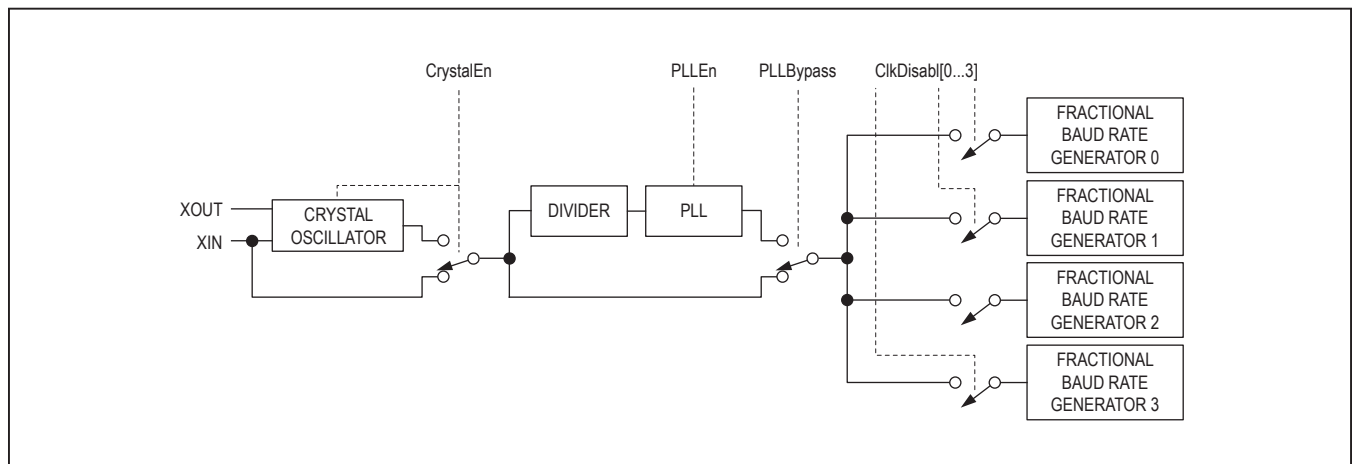 CrystalEn
PLLEn
PLLBypass
ClkDisabl[0...3]
XOUT
XIN
CRYSTAL
OSCILLATOR
DIVIDER
PLL
FRACTIONAL
BAUD RATE
GENERATOR 0
FRACTIONAL
BAUD RATE
GENERATOR 1
FRACTIONAL
BAUD RATE
GENERATOR 2
FRACTIONAL
BAUD RATE
GENERATOR 3